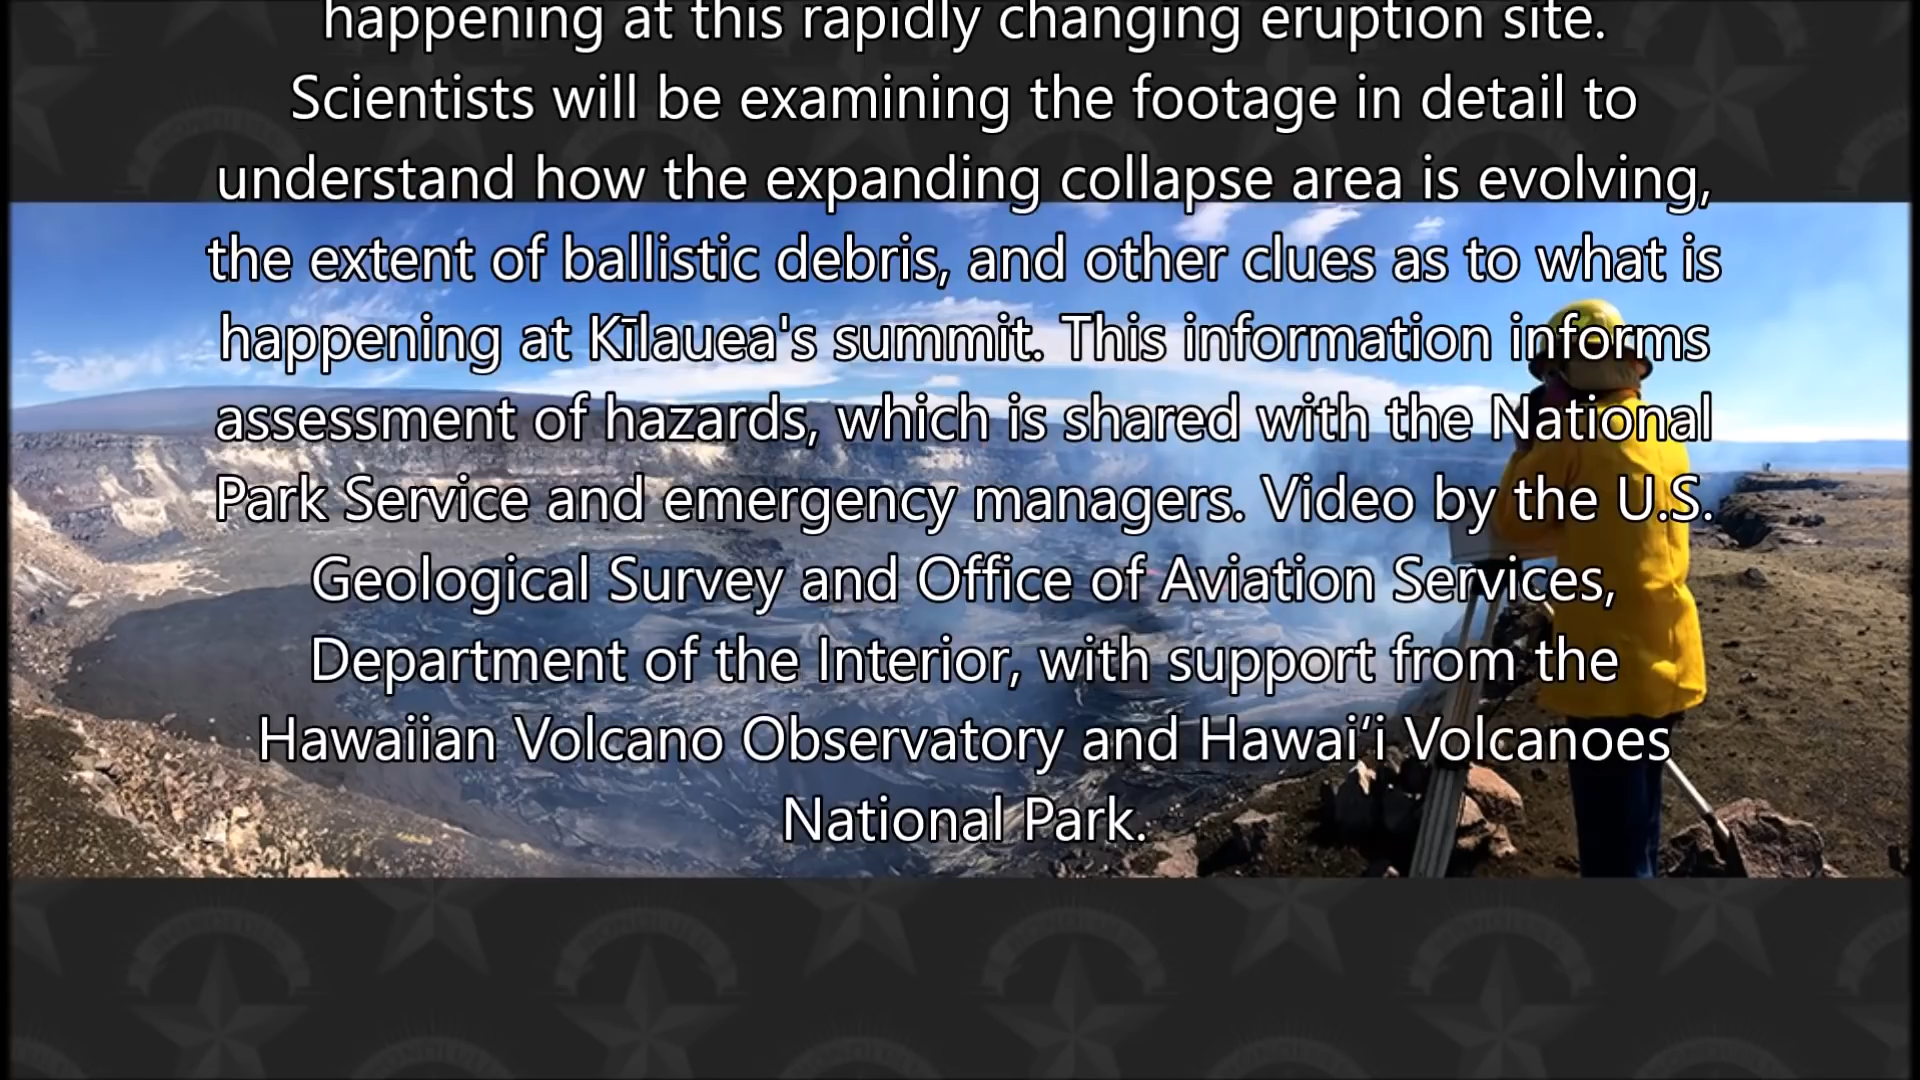 happening at this rapidly changing eruption site.
Scientists will be examining the footage in detail to
understand how the expanding collapse area is evolving,
the extent of ballistic debris, and other clues as to what is
happening at Kīlauea's summit. This information informs
assessment of hazards, which is shared with the National
Park Service and emergency managers. Video by the U.S.
Geological Survey and Office of Aviation Services,
Department of the Interior, with support from the
Hawaiian Volcano Observatory and Hawaiʻi Volcanoes
National Park.